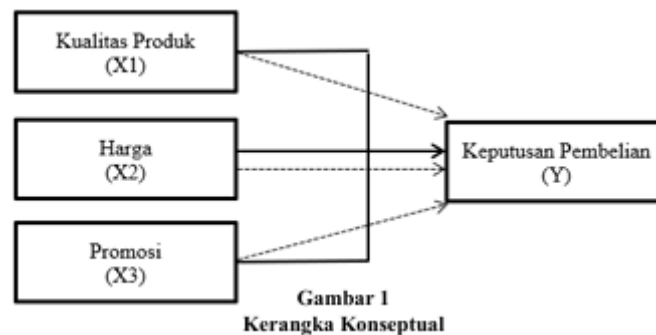 Kualitas Produk
(X1)
Harga
(X2)
Keputusan Pembelian
(Y)
Promosi
(X3)
Gambar 1
Kerangka Konseptual